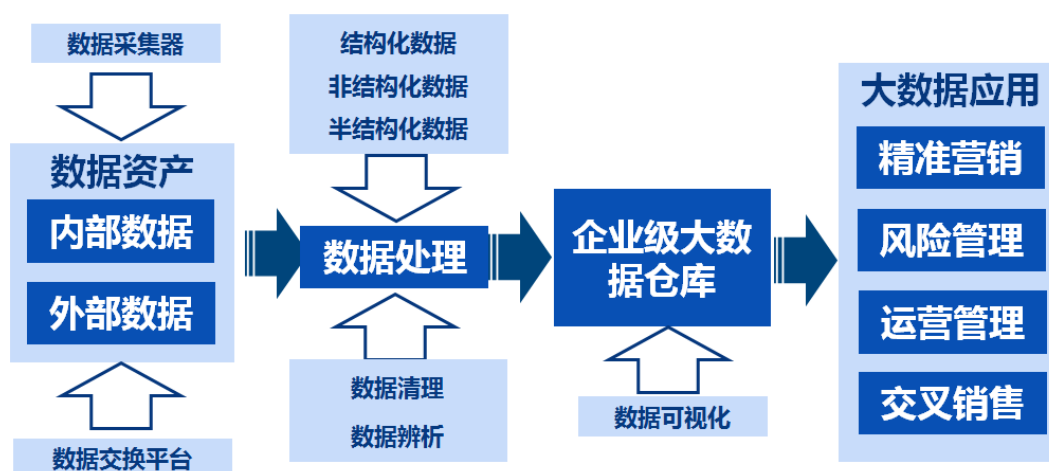 数据采集器
数据资产
内部数据
外部数据
数据交换平台
结构化数据
非结构化数据
半结构化数据
数据处理
数据清理
数据辨析
企业级大数
据仓库
数据可视化
大数据应用
精准营销
风险管理
运营管理
交叉销售